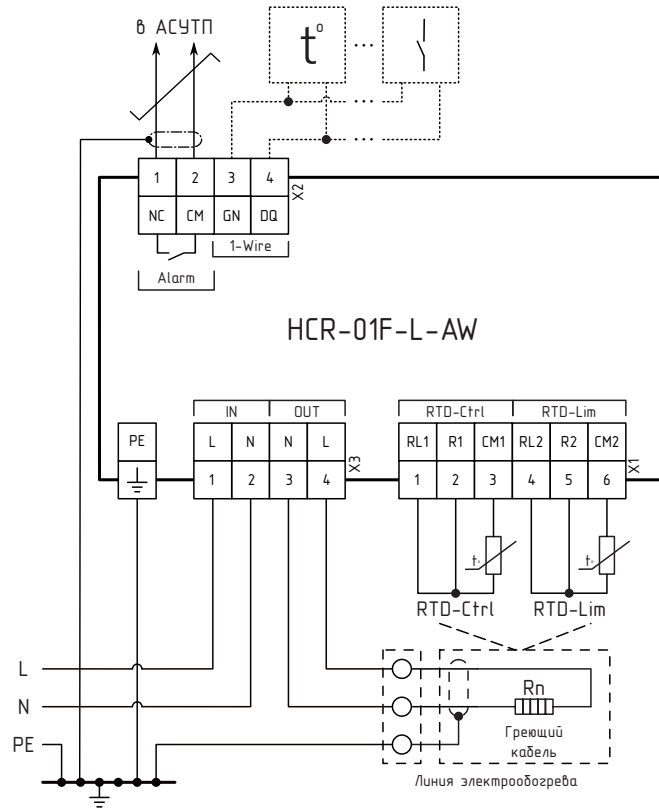 в АСУТП
t° ...
...
...
1 2 3 4
X2
NC CM GN DQ
1-Wire
Alarm
HCR-01F-L-AW
IN OUT
RTD-Ctrl RTD-Lim
PE
L N N L
RL1 R1 CM1 RL2 R2 CM2
X3
X1
1 2 3 4
1 2 3 4 5 6
t° t°
RTD-Ctrl RTD-Lim
L
N
PE
Rn
Греющий
кабель
Линия электрообогрева